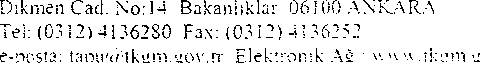 Dikmen Cad. No:14 Bakanlıklar 06100 ANKARA
Tel: (0312) 4136280 Fax: (0312) 4136252
e-posta: tapu@tkgm.gov.tr Elektronik Ağ : www.tkgm.g